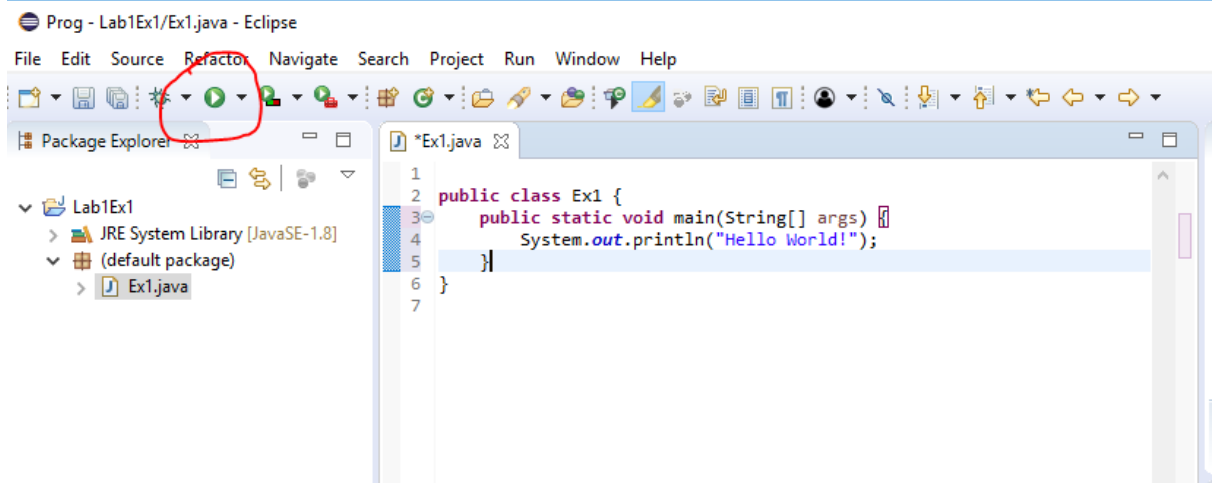 Prog - Lab1Ex1/Ex1.java - Eclipse
File Edit Source Refactor Navigate Search Project Run Window Help
Package Explorer
Lab1Ex1
JRE System Library [JavaSE-1.8]
(default package)
Ex1.java
*Ex1.java
1
2 public class Ex1 {
3 public static void main(String[] args) {
4 System.out.println("Hello World!");
5 }
6 }
7